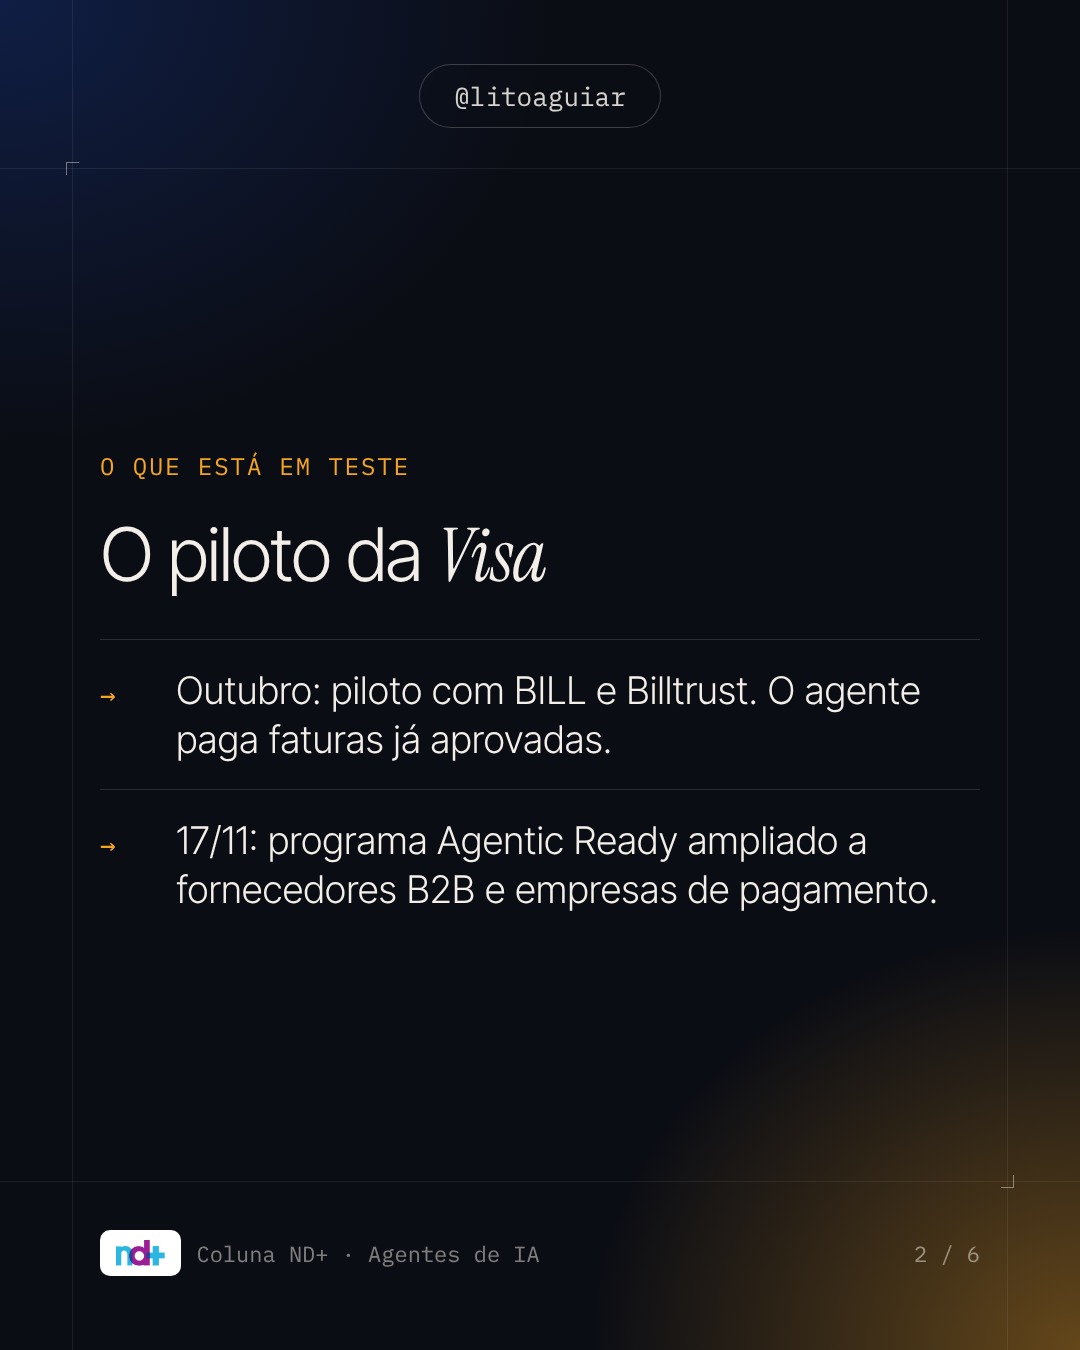 @litoaguiar
O QUE ESTÁ EM TESTE
O piloto da Visa
→ Outubro: piloto com BILL e Billtrust. O agente
paga faturas já aprovadas.
→ 17/11: programa Agentic Ready ampliado a
fornecedores B2B e empresas de pagamento.
nd+ Coluna ND+ · Agentes de IA
2 / 6